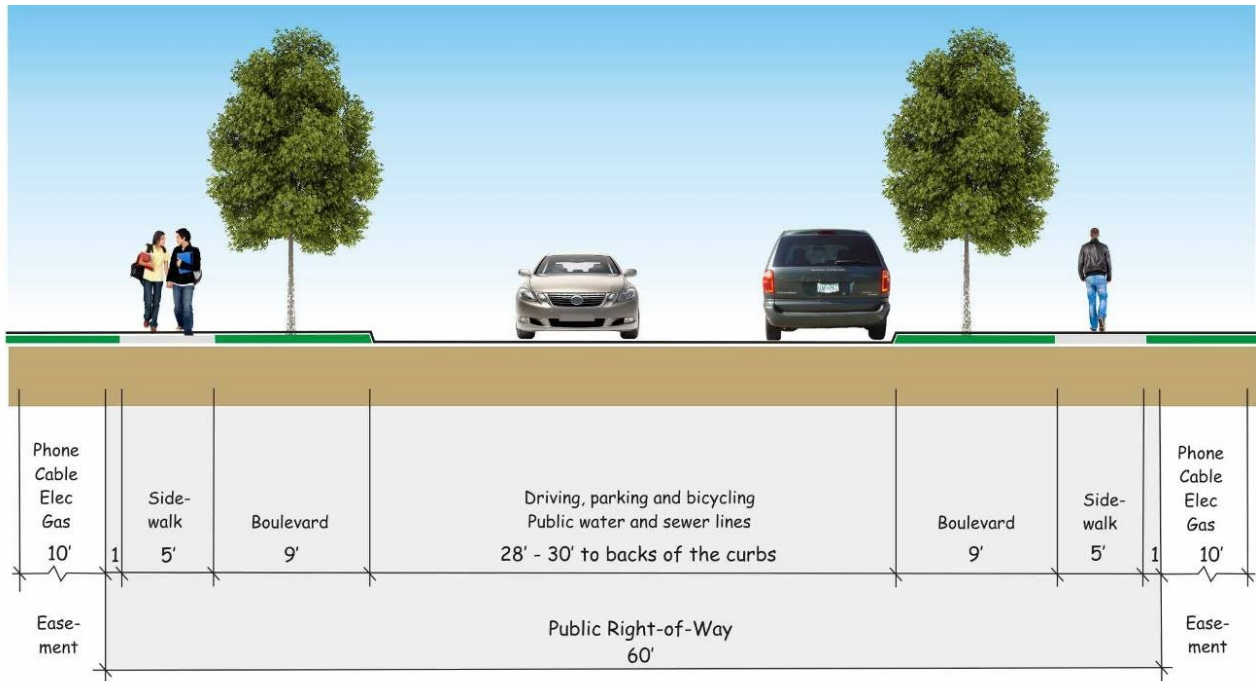 Phone
Cable
Elec
Gas
10'
1
Side-
walk
5'
Boulevard
9'
Driving, parking and bicycling
Public water and sewer lines
28' - 30' to backs of the curbs
Boulevard
9'
Side-
walk
5'
1
Phone
Cable
Elec
Gas
10'
Ease-
ment
Public Right-of-Way
60'
Ease-
ment